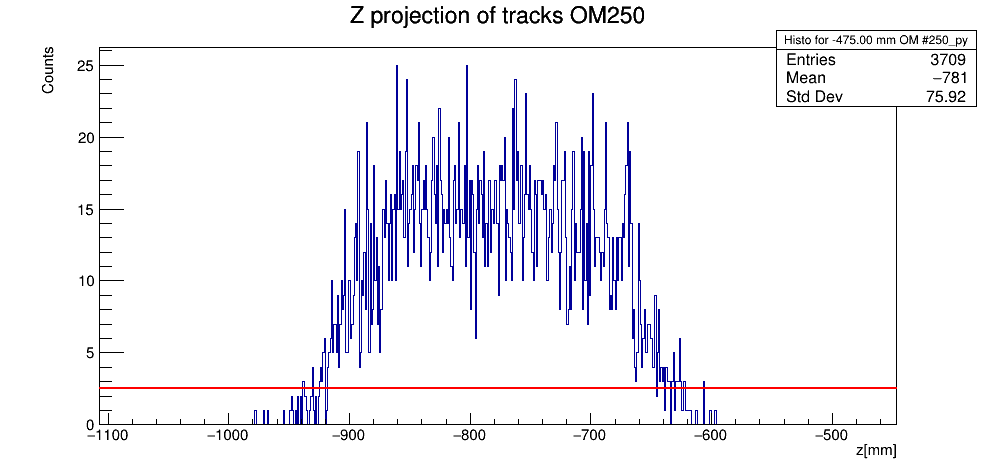 Z projection of tracks OM250
Histo for -475.00 mm OM #250_py
Entries 3709
Mean −781
Std Dev 75.92
Counts
25
20
15
10
5
0
−1100 −1000 −900 −800 −700 −600 −500
z[mm]